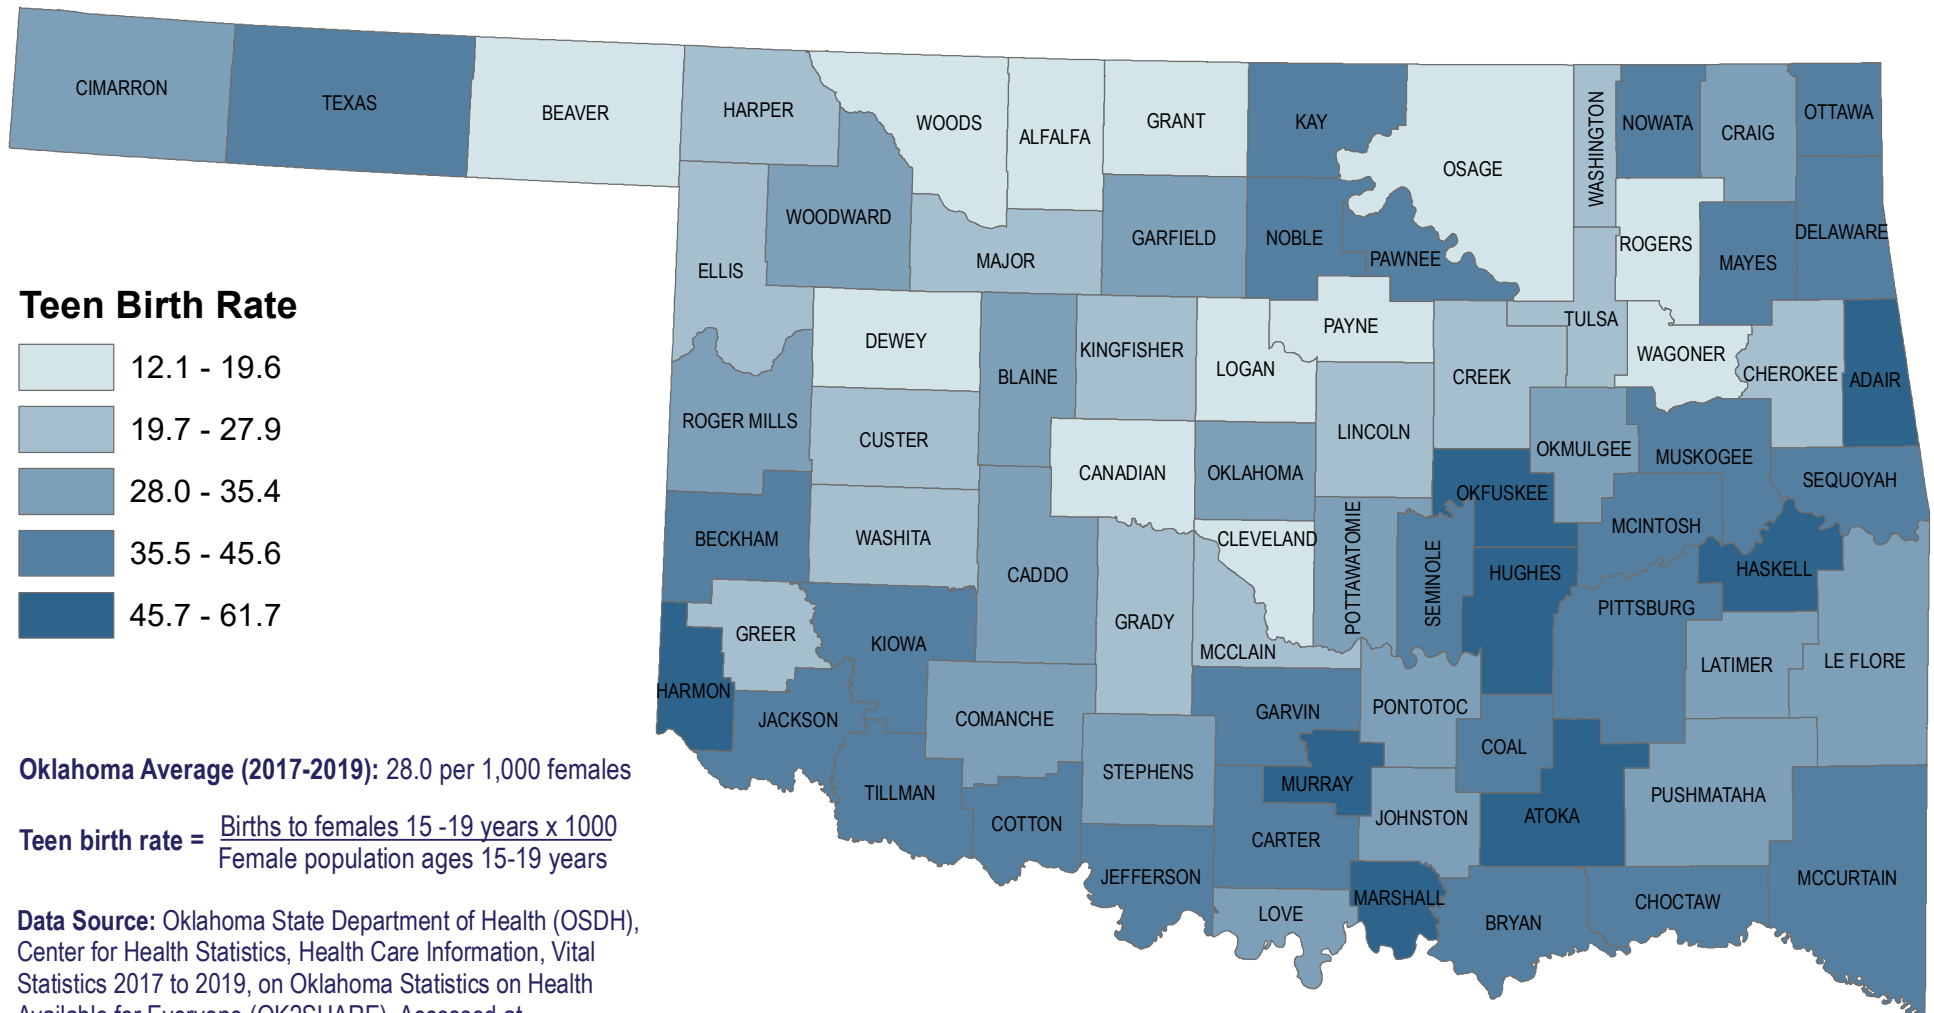 CIMARRON
TEXAS
BEAVER
HARPER
WOODS
ALFALFA
GRANT
KAY
OSAGE
WASHINGTON
NOWATA
CRAIG
OTTAWA
WOODWARD
ELLIS
MAJOR
GARFIELD
NOBLE
PAWNEE
ROGERS
MAYES
DELAWARE
Teen Birth Rate
12.1 - 19.6
19.7 - 27.9
28.0 - 35.4
35.5 - 45.6
45.7 - 61.7
DEWEY
BLAINE
KINGFISHER
LOGAN
PAYNE
CREEK
TULSA
WAGONER
CHEROKEE
ADAIR
ROGER MILLS
CUSTER
CANADIAN
OKLAHOMA
LINCOLN
OKMULGEE
MUSKOGEE
SEQUOYAH
BECKHAM
WASHITA
CADDO
GRADY
CLEVELAND
MCCLAIN
POTTAWATOMIE
SEMINOLE
OKFUSKEE
HUGHES
MCINTOSH
HASKELL
PITTSBURG
LATIMER
LE FLORE
GREER
HARMON
KIOWA
JACKSON
COMANCHE
TILLMAN
COTTON
STEPHENS
JEFFERSON
GARVIN
MURRAY
CARTER
LOVE
PONTOTOC
JOHNSTON
MARSHALL
COAL
ATOKA
BRYAN
PUSHMATAHA
CHOCTAW
MCCURTAIN
Oklahoma Average (2017-2019): 28.0 per 1,000 females
Teen birth rate = Births to females 15 -19 years x 1000
Female population ages 15-19 years
Data Source: Oklahoma State Department of Health (OSDH),
Center for Health Statistics, Health Care Information, Vital
Statistics 2017 to 2019, on Oklahoma Statistics on Health
Available for Everyone (OK2SHARE). Accessed at